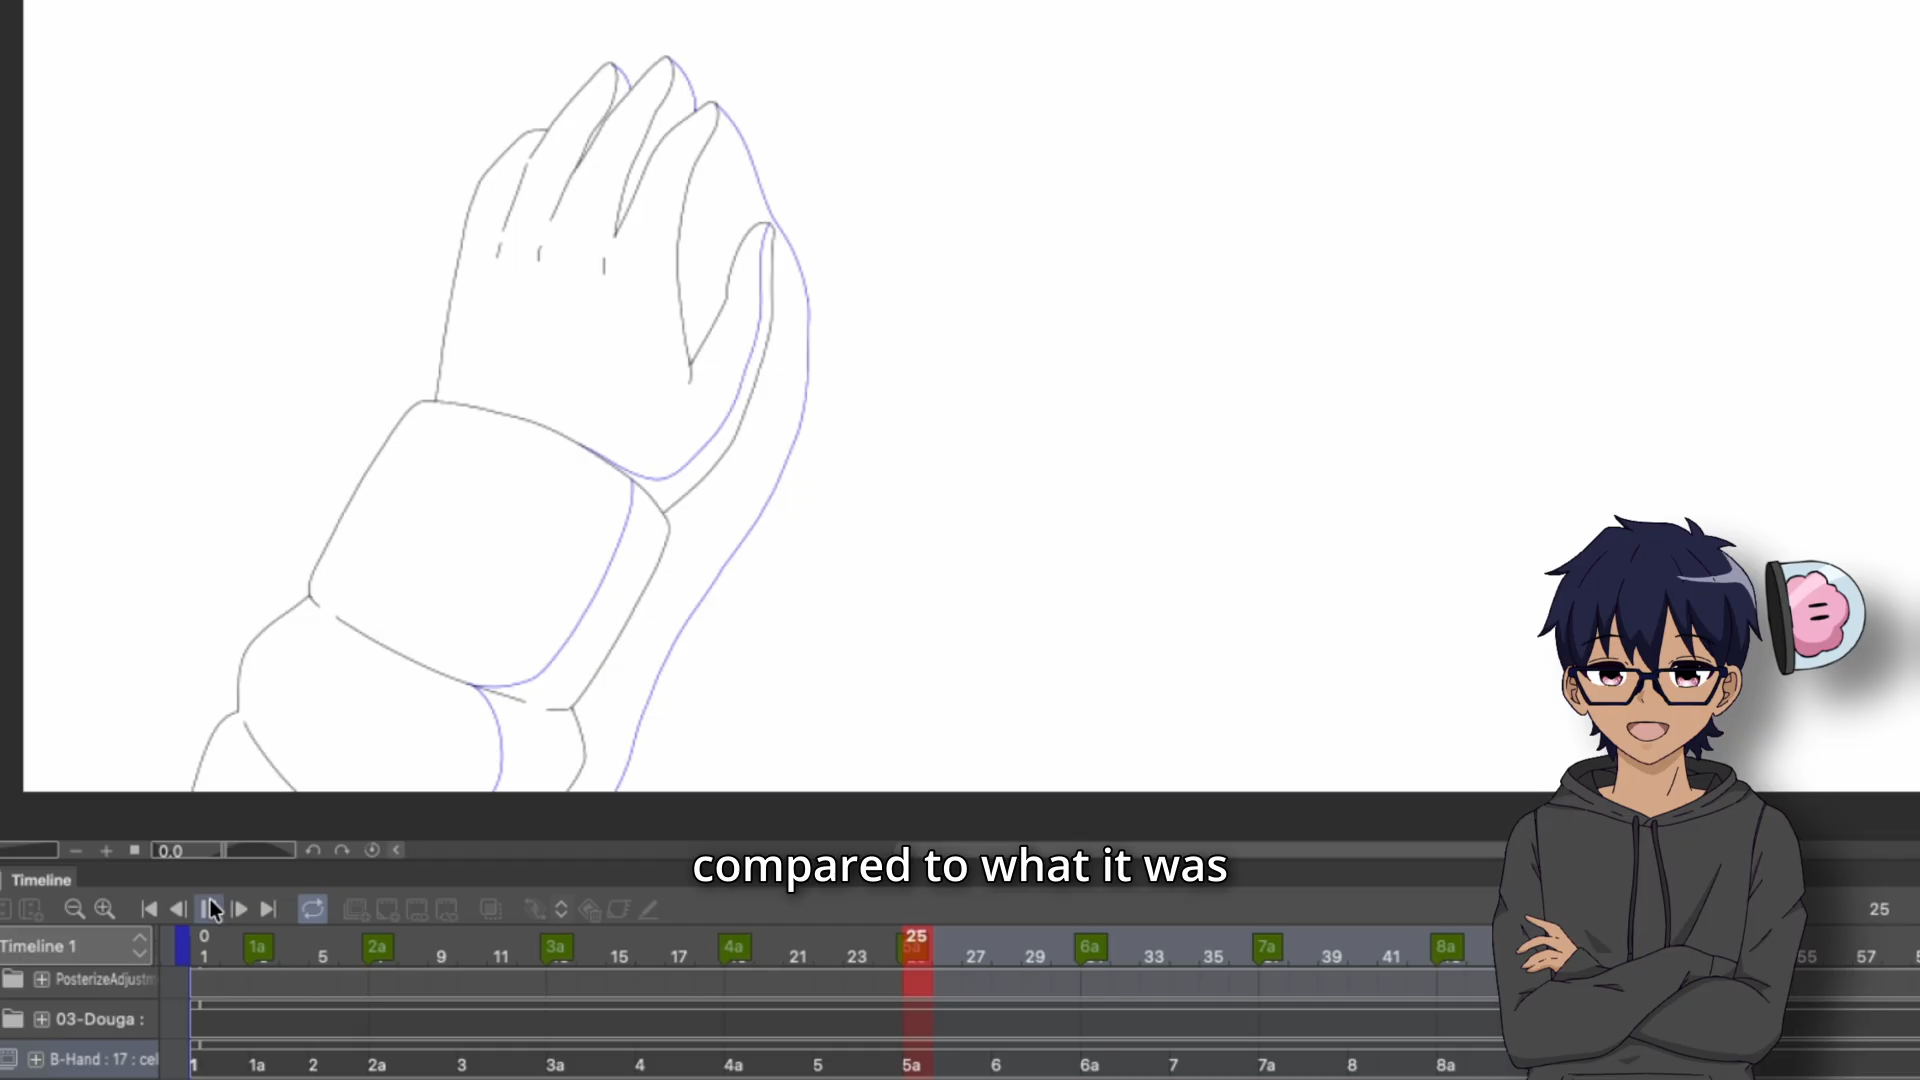 0.0
compared to what it was
Timeline
25
Timeline 1
0
1a 2a 3a 4a 25 6a 7a 8a
1 5 9 11 15 17 21 23 27 29 33 35 39 41 55 57
PosterizeAdjustm
03-Douga :
B-Hand : 17 : cel
1 1a 2 2a 3 3a 4 4a 5 5a 6 6a 7 7a 8 8a